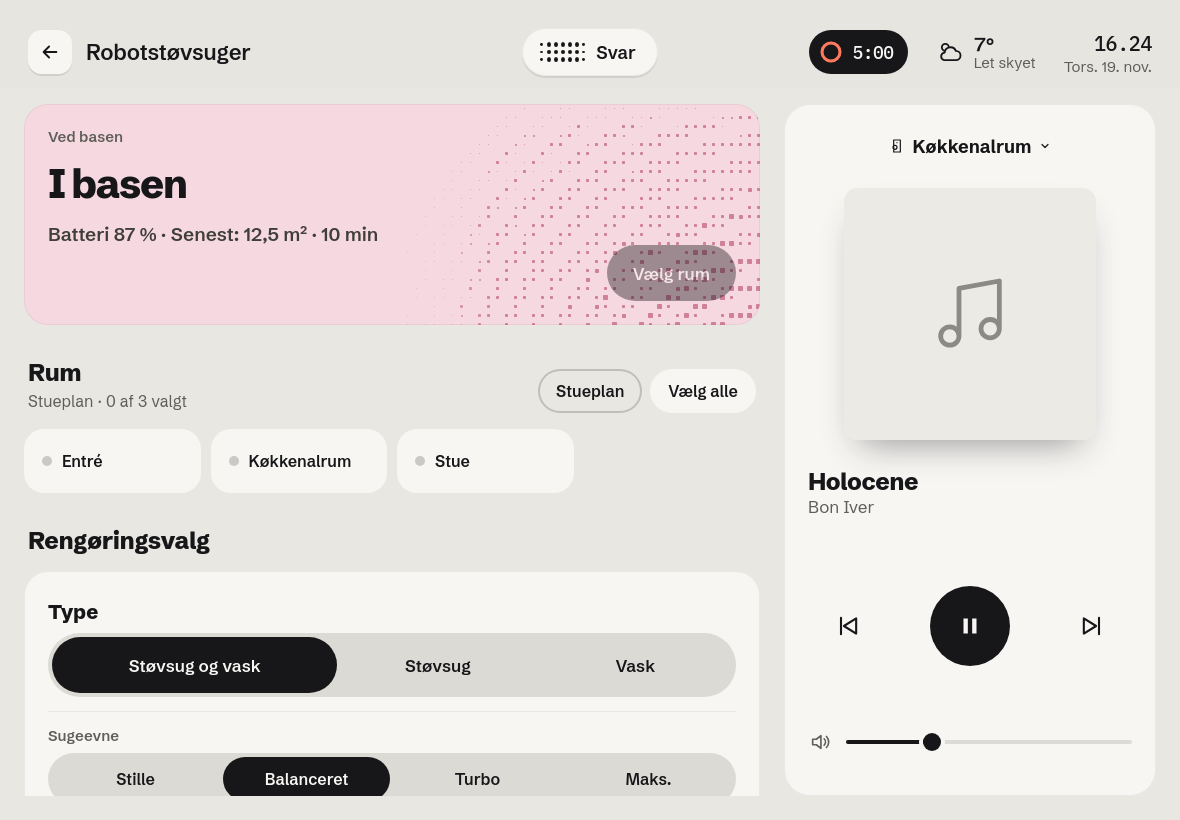 Robotstøvsuger
Svar
5:00
7°
Let skyet
16.24
Tors. 19. nov.
Ved basen
I basen
Batteri 87 % · Senest: 12,5 m² · 10 min
Vælg rum
Rum
Stueplan · 0 af 3 valgt
Stueplan
Vælg alle
Entré
Køkkenalrum
Stue
Rengøringsvalg
Type
Støvsug og vask
Støvsug
Vask
Sugeevne
Stille
Balanceret
Turbo
Maks.
Køkkenalrum
Holocene
Bon Iver